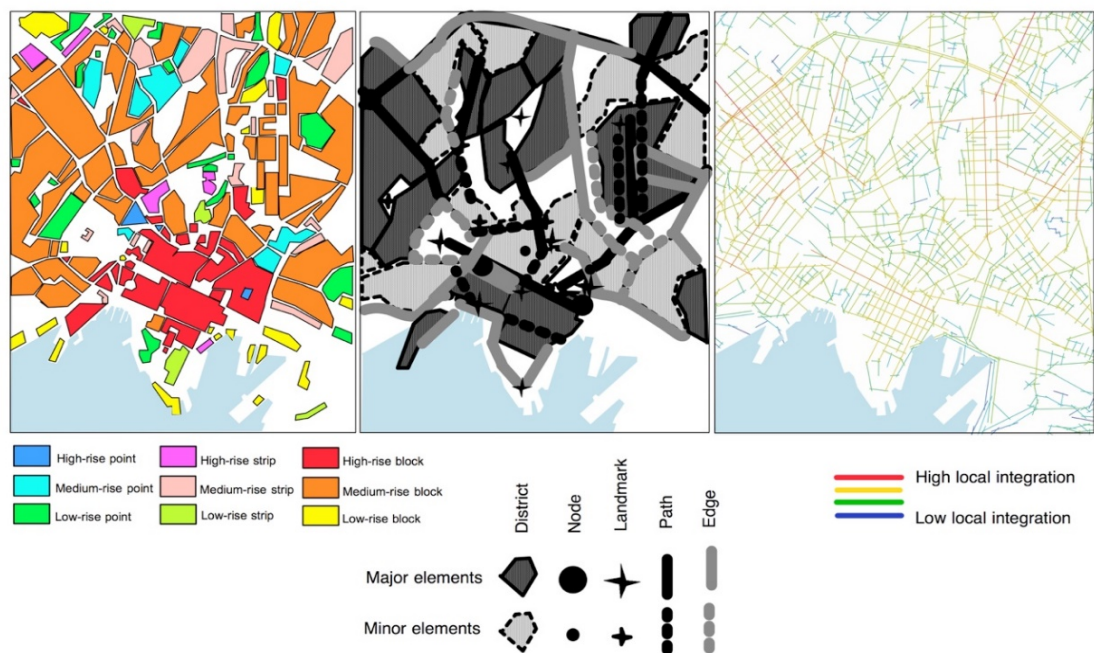 High-rise point
High-rise strip
High-rise block
Medium-rise point
Medium-rise strip
Medium-rise block
Low-rise point
Low-rise strip
Low-rise block
District
Node
Landmark
Path
Edge
Major elements
Minor elements
High local integration
Low local integration